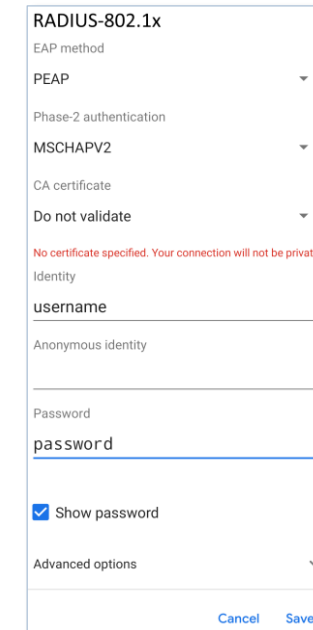 RADIUS-802.1x
EAP method
PEAP
Phase-2 authentication
MSCHAPV2
CA certificate
Do not validate
No certificate specified. Your connection will not be privat
Identity
username
Anonymous identity
Password
password
Show password
Advanced options
Cancel Save